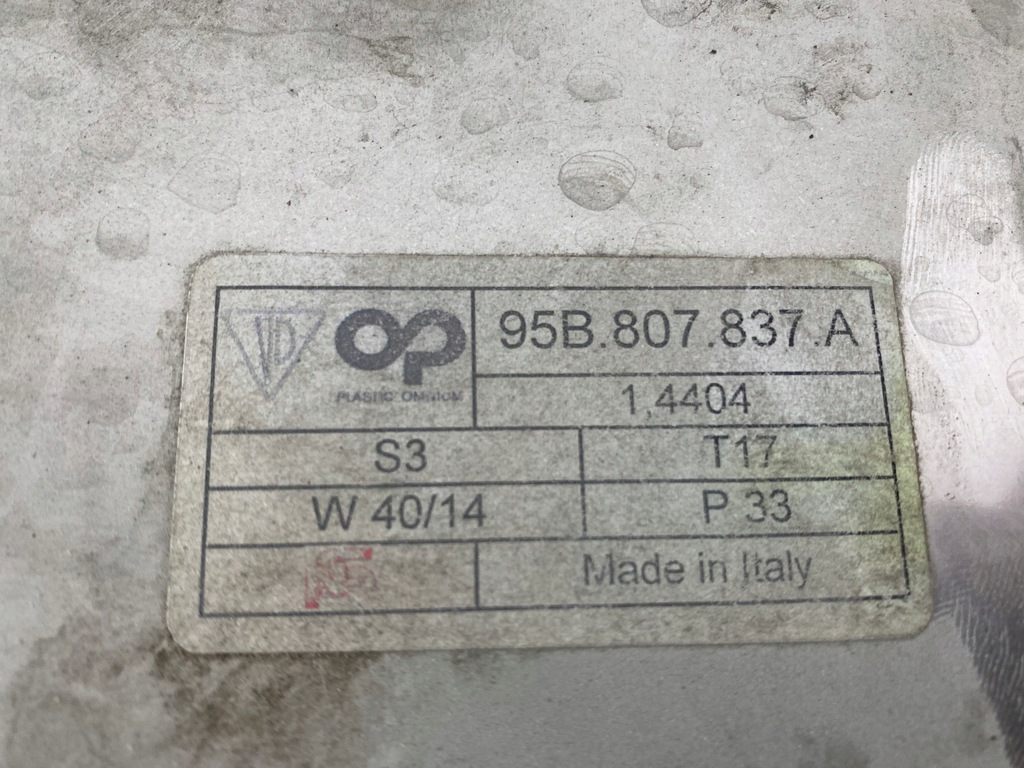 OP
PLASTIC OMNIUM
95B.807.837.A
1,4404
S3
T17
W 40/14
P 33
Made in Italy